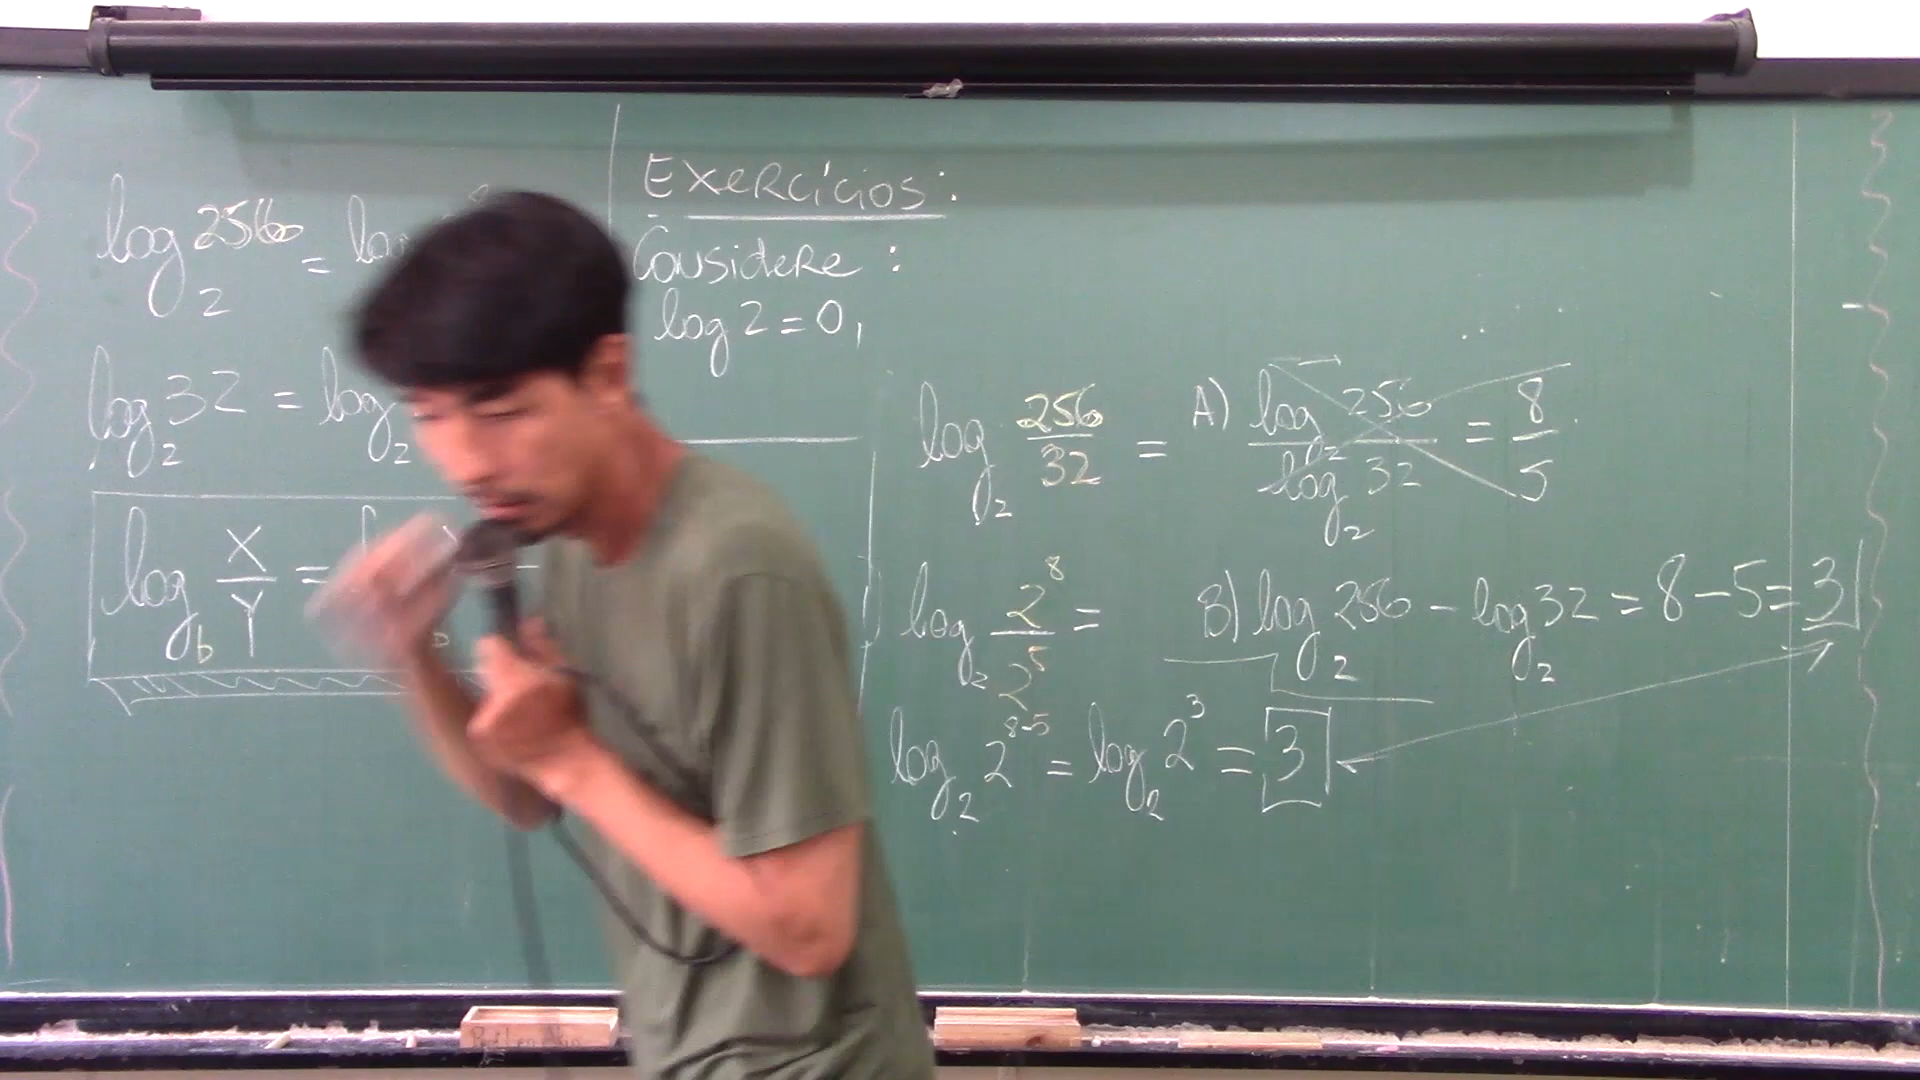 log₂ 256 = log
log₂ 32 = log₂
log_b X/Y =
Exercícios:
Considere:
log 2 = 0,
log₂ 256/32 = A) log₂ 256 / log₂ 32 = 8/5
log₂ 2⁸/2⁵ = B) log₂ 256 - log₂ 32 = 8 - 5 = 3
log₂ 2⁸⁻⁵ = log₂ 2³ = 3